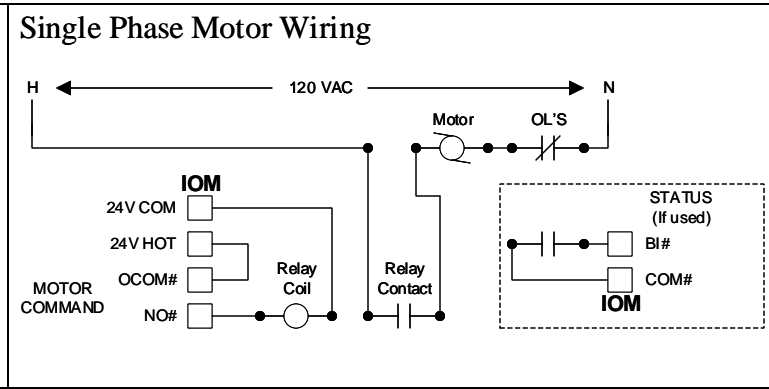 Single Phase Motor Wiring
H
120 VAC
N
Motor
OL'S
IOM
24V COM
24V HOT
OCOM#
NO#
MOTOR
COMMAND
Relay
Coil
Relay
Contact
STATUS
(If used)
BI#
COM#
IOM